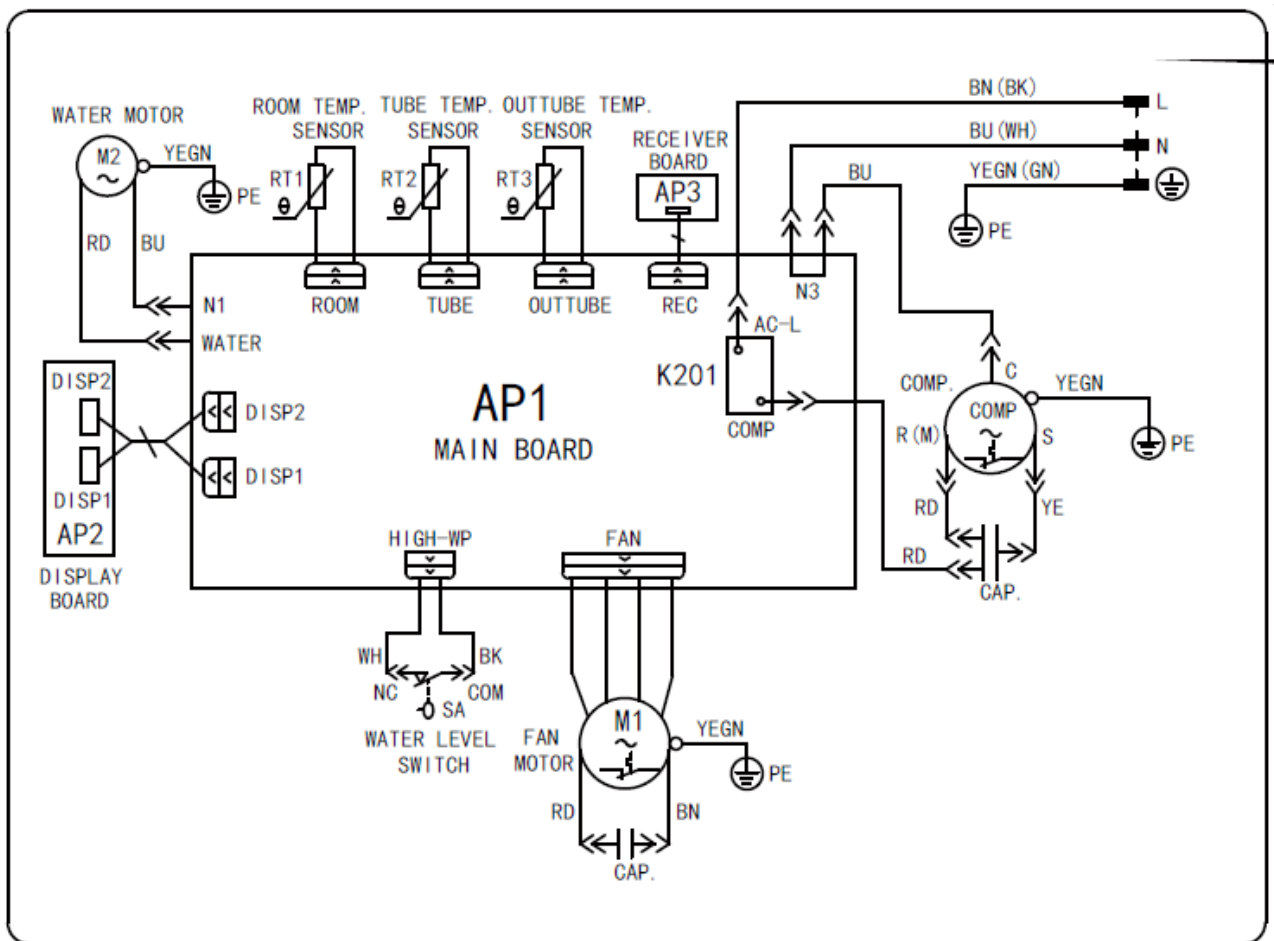 BN(BK)
L
BU(WH)
N
YEGN(GN)
PE
BU
WATER MOTOR
M2
YEGN
PE
RD
BU
ROOM TEMP.
SENSOR
RT1
θ
TUBE TEMP.
SENSOR
RT2
θ
OUTTUBE TEMP.
SENSOR
RT3
θ
RECEIVER
BOARD
AP3
N1
WATER
ROOM
TUBE
OUTTUBE
REC
N3
AC-L
K201
COMP
AP1
MAIN BOARD
DISP2
DISP1
AP2
DISPLAY
BOARD
DISP2
DISP1
COMP.
C
YEGN
COMP
R(M)
S
PE
RD
YE
RD
CAP.
HIGH-WP
FAN
WH
BK
NC
COM
SA
WATER LEVEL
SWITCH
FAN
MOTOR
M1
YEGN
PE
RD
BN
CAP.